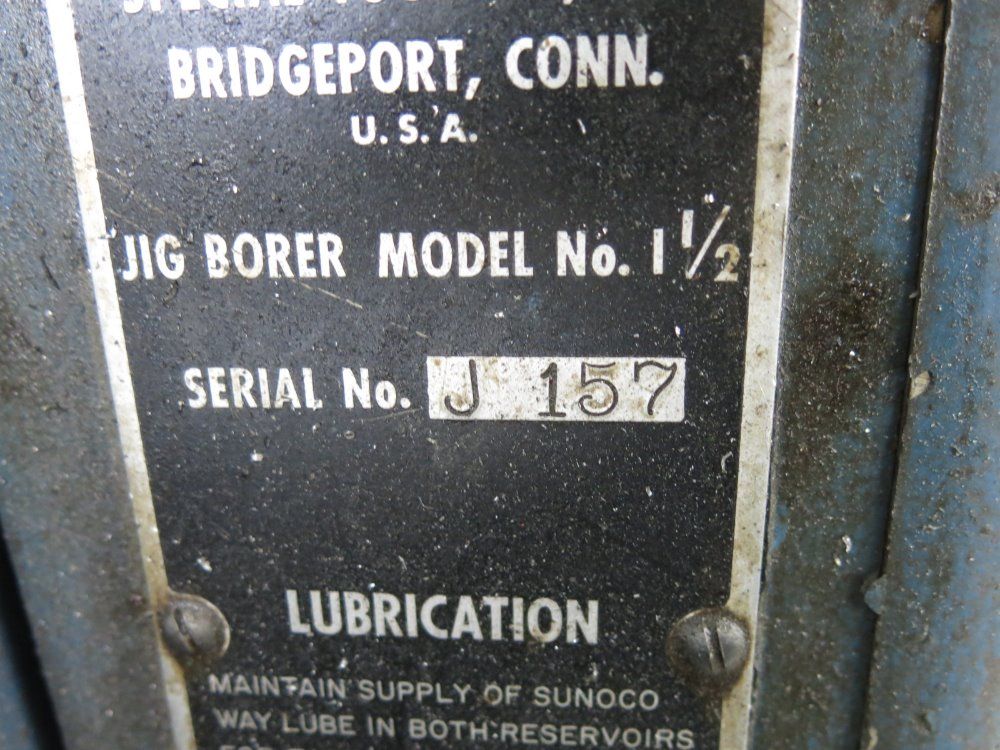 BRIDGEPORT, CONN.
U.S.A.
JIG BORER MODEL No. 1 1/2
SERIAL No. J 157
LUBRICATION
MAINTAIN SUPPLY OF SUNOCO
WAY LUBE IN BOTH RESERVOIRS